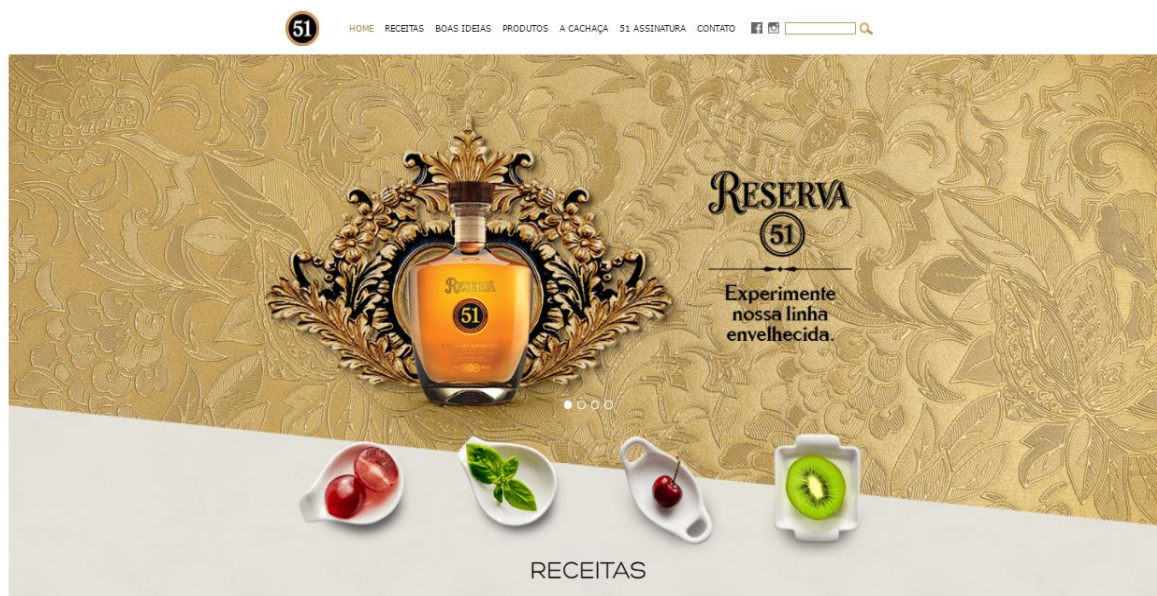 51
HOME RECEITAS BOAS IDEIAS PRODUTOS A CACHAÇA 51 ASSINATURA CONTATO
RESERVA
51
Experimente
nossa linha
envelhecida.
RESERVA
51
RECEITAS